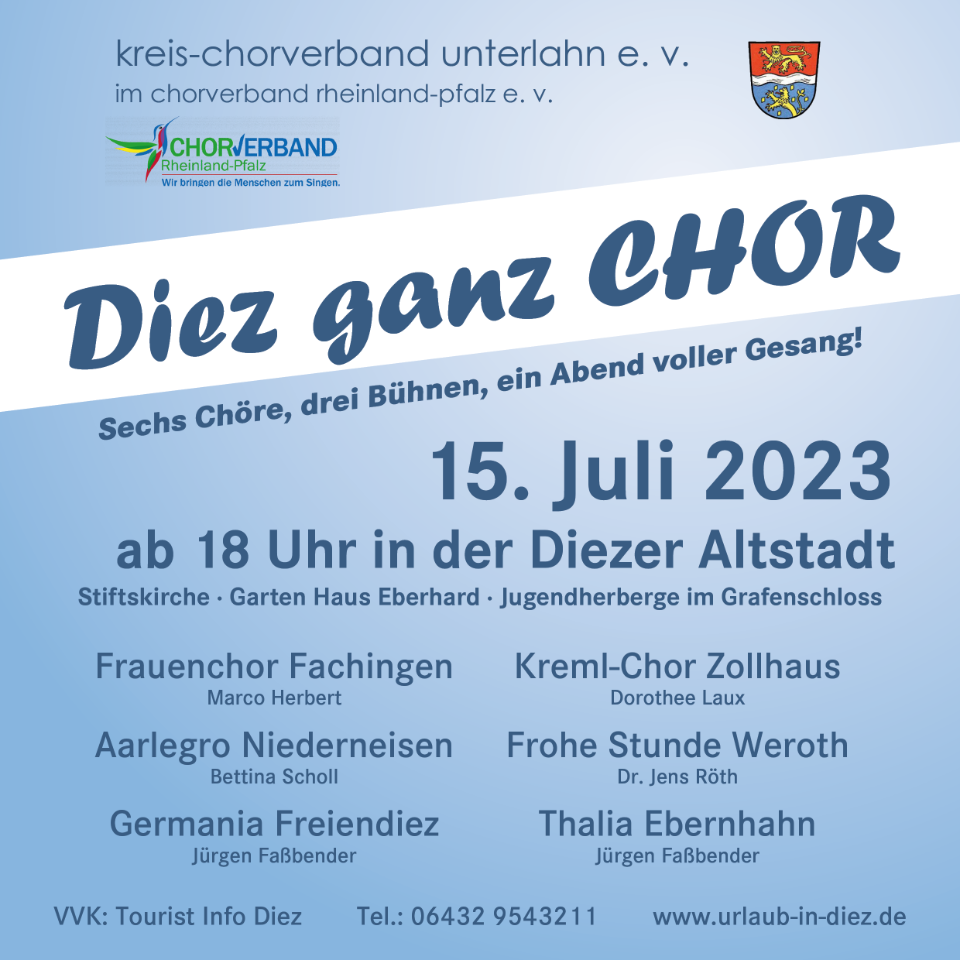 kreis-chorverband unterlahn e. v.
im chorverband rheinland-pfalz e. v.
CHORVERBAND
Rheinland-Pfalz
Wir bringen die Menschen zum Singen.
Diez ganz CHOR
Sechs Chöre, drei Bühnen, ein Abend voller Gesang!
15. Juli 2023
ab 18 Uhr in der Diezer Altstadt
Stiftskirche · Garten Haus Eberhard · Jugendherberge im Grafenschloss
Frauenchor Fachingen
Marco Herbert
Kreml-Chor Zollhaus
Dorothee Laux
Aarlegro Niederneisen
Bettina Scholl
Frohe Stunde Weroth
Dr. Jens Röth
Germania Freiendiez
Jürgen Faßbender
Thalia Ebernhahn
Jürgen Faßbender
VVK: Tourist Info Diez Tel.: 06432 9543211 www.urlaub-in-diez.de